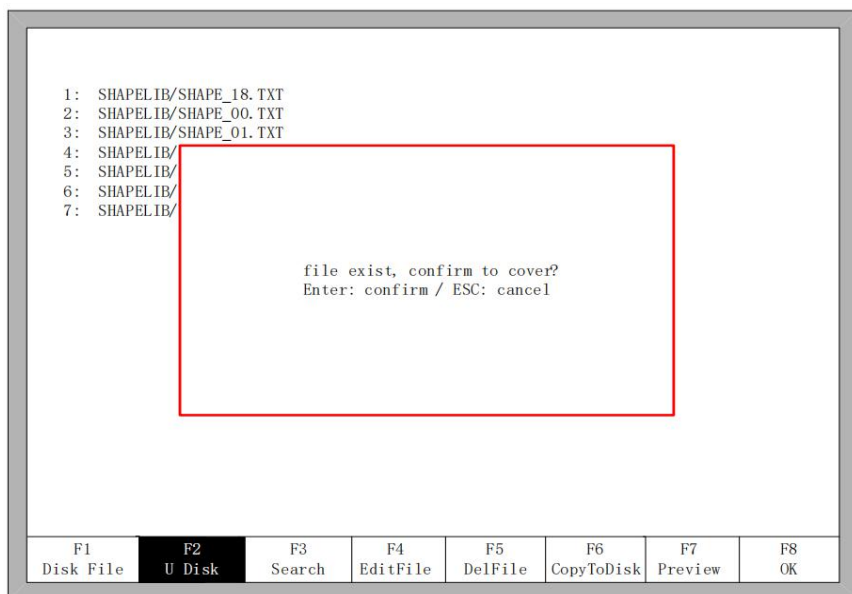 1: SHAPELIB/SHAPE_18.TXT
2: SHAPELIB/SHAPE_00.TXT
3: SHAPELIB/SHAPE_01.TXT
4: SHAPELIB/
5: SHAPELIB/
6: SHAPELIB/
7: SHAPELIB/
file exist, confirm to cover?
Enter: confirm / ESC: cancel
F1 F2 F3 F4 F5 F6 F7 F8
Disk File U Disk Search EditFile DelFile CopyToDisk Preview OK